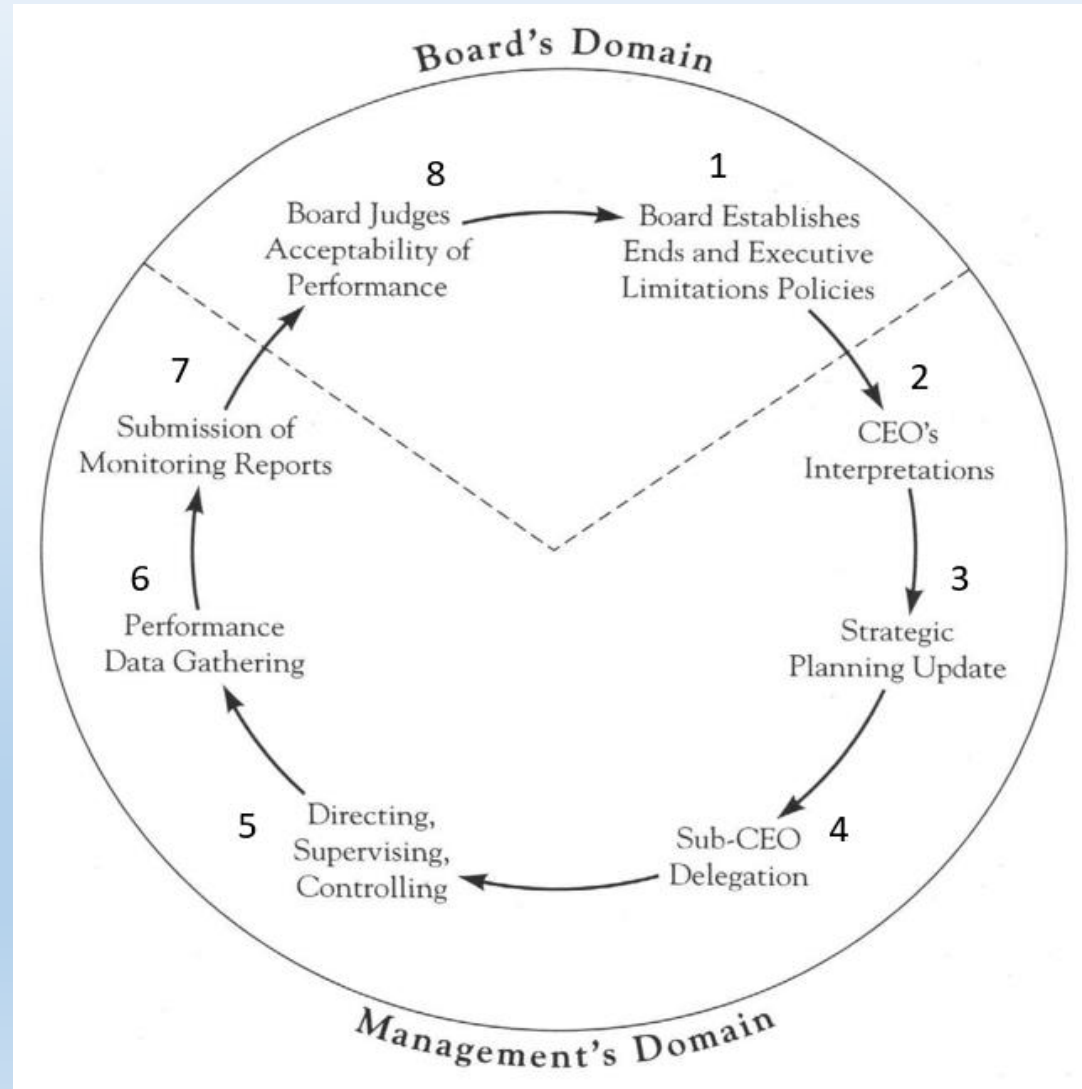 Board's Domain
8
Board Judges
Acceptability of
Performance
1
Board Establishes
Ends and Executive
Limitations Policies
2
CEO's
Interpretations
3
Strategic
Planning Update
4
Sub-CEO
Delegation
5
Directing,
Supervising,
Controlling
6
Performance
Data Gathering
7
Submission of
Monitoring Reports
Management's Domain